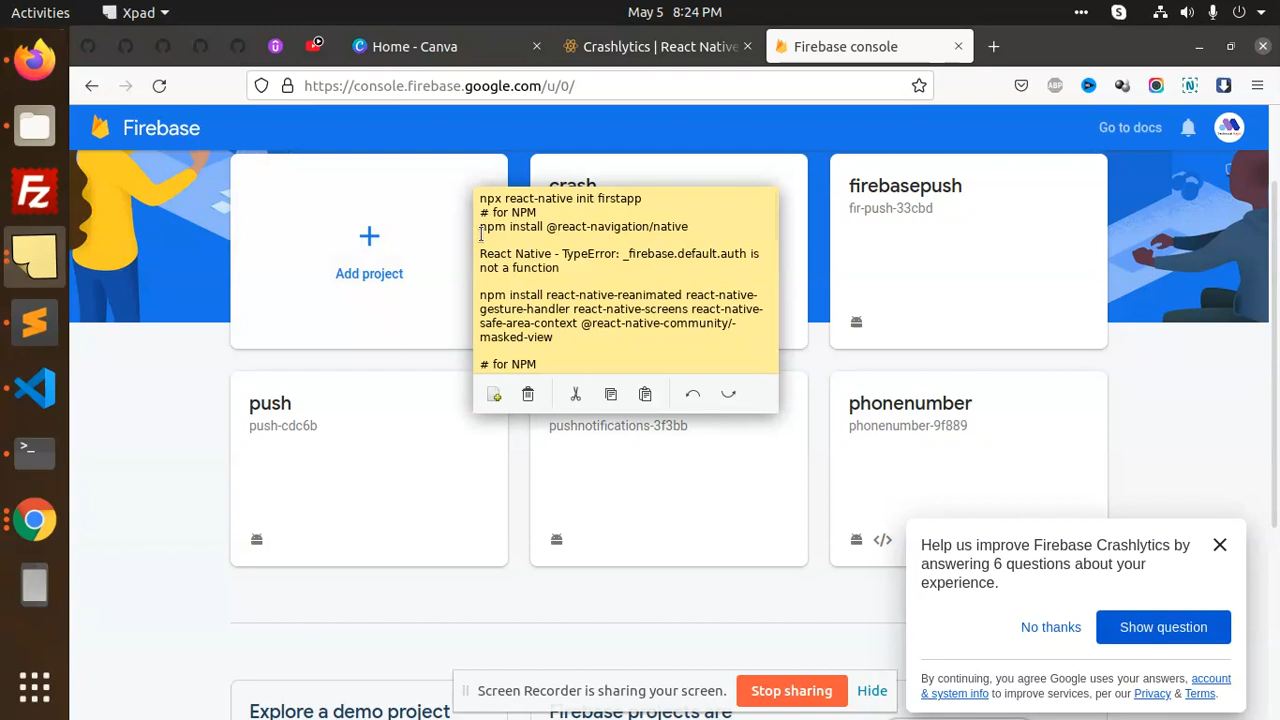 Activities
Xpad
May 5 8:24 PM
Home - Canva
Crashlytics | React Native
Firebase console
https://console.firebase.google.com/u/0/
Firebase
Go to docs
Add project
crash
firebasepush
fir-push-33cbd
npx react-native init firstapp
# for NPM
npm install @react-navigation/native
React Native - TypeError: _firebase.default.auth is
not a function
npm install react-native-reanimated react-native-
gesture-handler react-native-screens react-native-
safe-area-context @react-native-community/-
masked-view
# for NPM
push
push-cdc6b
pushnotifications-3f3bb
phonenumber
phonenumber-9f889
Help us improve Firebase Crashlytics by
answering 6 questions about your
experience.
No thanks
Show question
By continuing, you agree Google uses your answers, account
& system info to improve services, per our Privacy & Terms.
Screen Recorder is sharing your screen.
Stop sharing
Hide
Explore a demo project
Firebase projects are